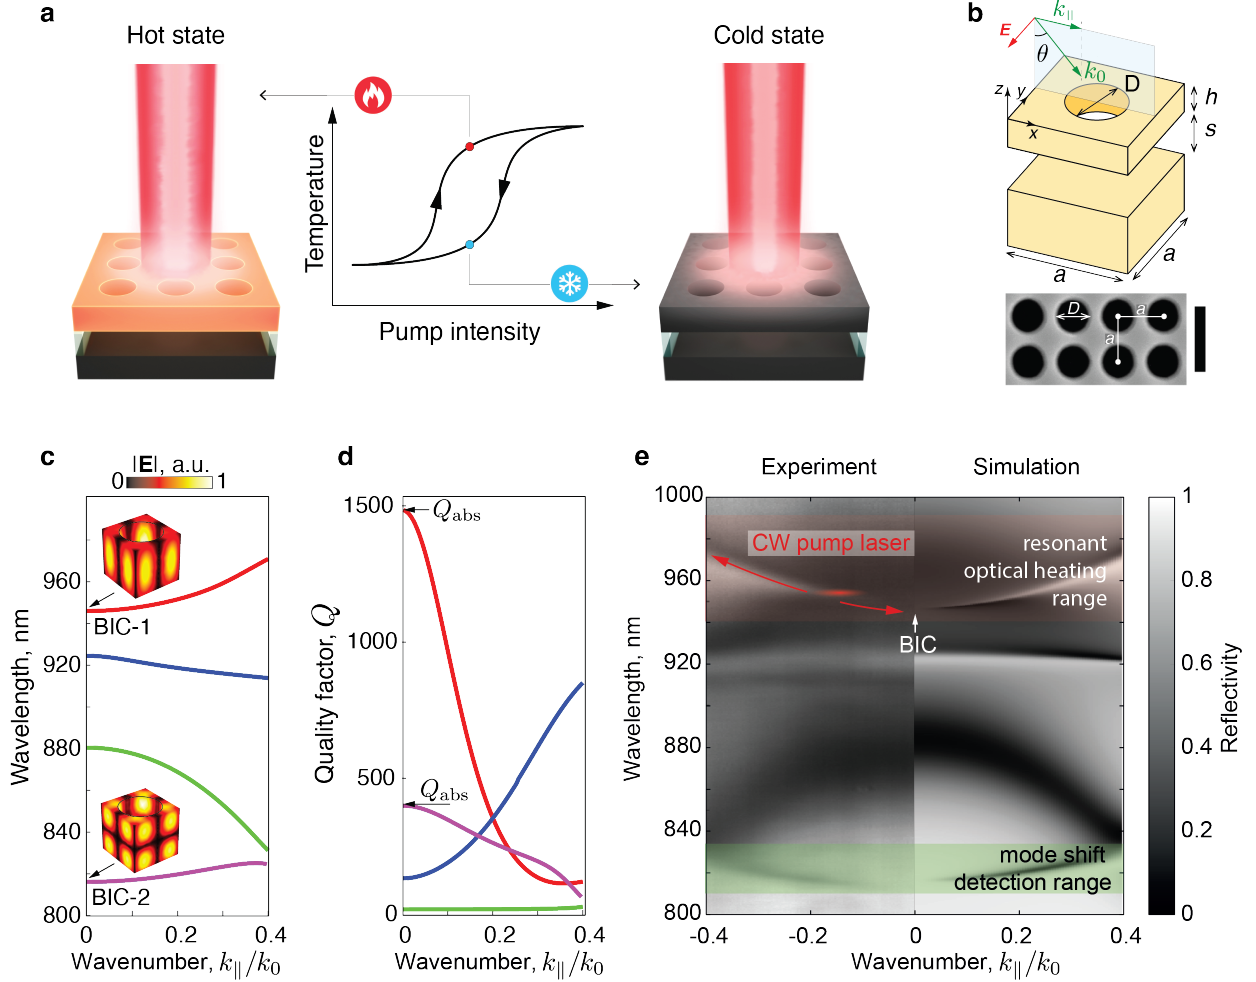 a
Hot state
Cold state
Temperature
Pump intensity
b
E
k∥
θ
k₀
D
z
y
x
h
s
a
a
D
a
a
c
|E|, a.u.
0
1
Wavelength, nm
960
920
880
840
800
BIC-1
BIC-2
0
0.2
0.4
Wavenumber, k∥/k₀
d
Quality factor, Q
1500
1000
500
0
Qabs
Qabs
0
0.2
0.4
Wavenumber, k∥/k₀
e
Experiment
Simulation
Wavelength, nm
1000
960
920
880
840
800
CW pump laser
resonant
optical heating
range
BIC
mode shift
detection range
-0.4
-0.2
0
0.2
0.4
Wavenumber, k∥/k₀
1
0.8
0.6
0.4
0.2
0
Reflectivity